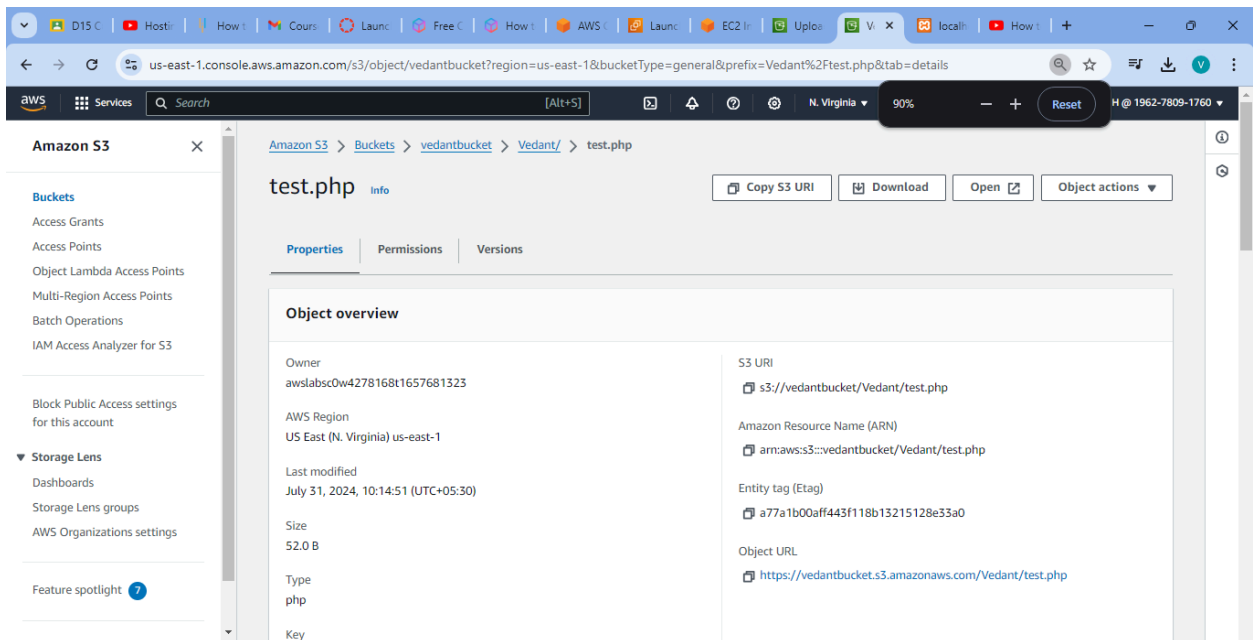 D15 C Hostin How t Cours Launc Free C How t AWS C Launc EC2 In Uploa V localh How t
us-east-1.console.aws.amazon.com/s3/object/vedantbucket?region=us-east-1&bucketType=general&prefix=Vedant%2Ftest.php&tab=details V
aws Services Search [Alt+S] N. Virginia H @ 1962-7809-1760
90% Reset
Amazon S3
Buckets
Access Grants
Access Points
Object Lambda Access Points
Multi-Region Access Points
Batch Operations
IAM Access Analyzer for S3
Block Public Access settings
for this account
Storage Lens
Dashboards
Storage Lens groups
AWS Organizations settings
Feature spotlight 7
Amazon S3 > Buckets > vedantbucket > Vedant/ > test.php
test.php Info
Copy S3 URI Download Open Object actions
Properties Permissions Versions
Object overview
Owner
awslabsc0w4278168t1657681323
AWS Region
US East (N. Virginia) us-east-1
Last modified
July 31, 2024, 10:14:51 (UTC+05:30)
Size
52.0 B
Type
php
Key
S3 URI
s3://vedantbucket/Vedant/test.php
Amazon Resource Name (ARN)
arn:aws:s3:::vedantbucket/Vedant/test.php
Entity tag (Etag)
a77a1b00aff443f118b13215128e33a0
Object URL
https://vedantbucket.s3.amazonaws.com/Vedant/test.php